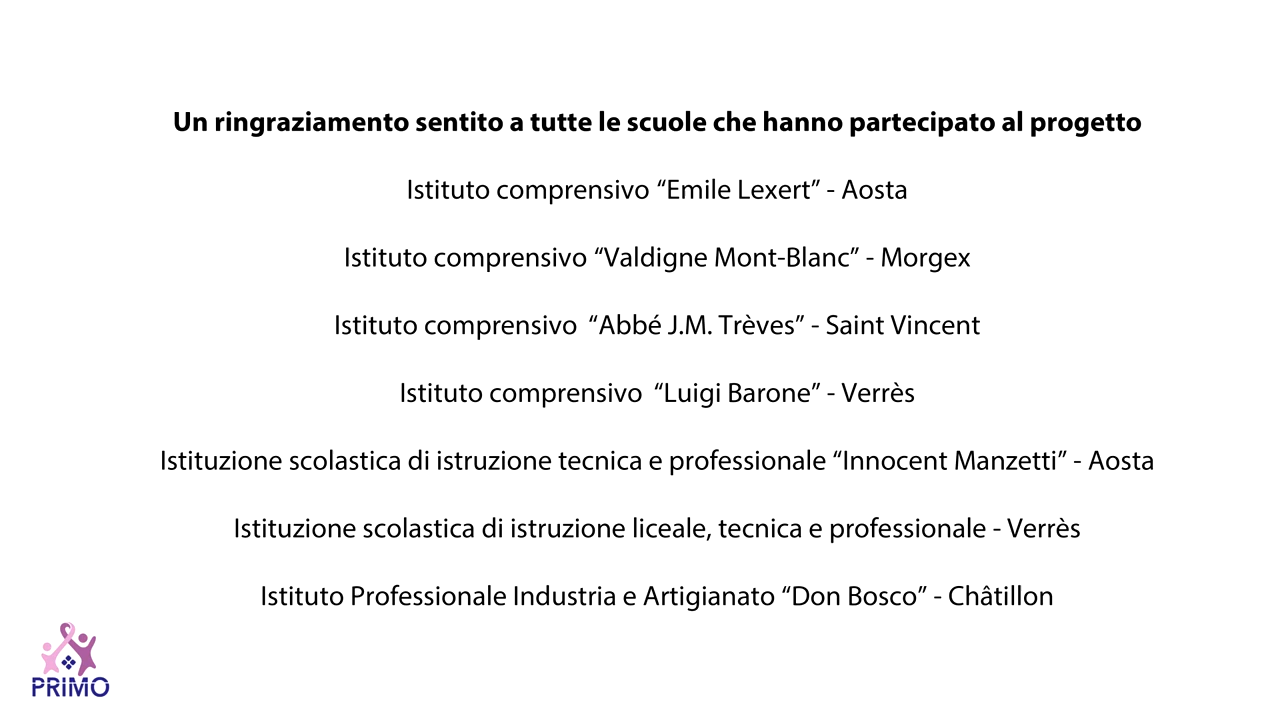 Un ringraziamento sentito a tutte le scuole che hanno partecipato al progetto
Istituto comprensivo “Emile Lexert” - Aosta
Istituto comprensivo “Valdigne Mont-Blanc” - Morgex
Istituto comprensivo  “Abbé J.M. Trèves” - Saint Vincent
Istituto comprensivo  “Luigi Barone” - Verrès
Istituzione scolastica di istruzione tecnica e professionale “Innocent Manzetti” - Aosta
Istituzione scolastica di istruzione liceale, tecnica e professionale - Verrès
Istituto Professionale Industria e Artigianato “Don Bosco” - Châtillon
PRiMO